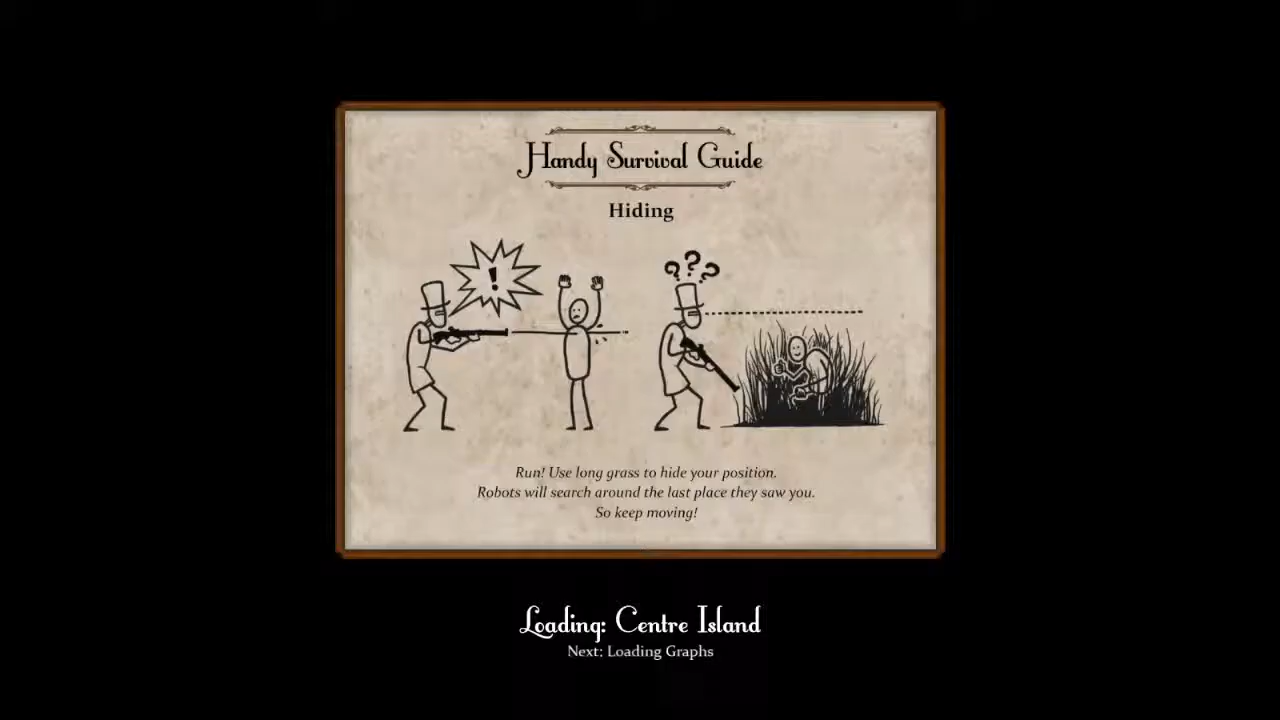 Handy Survival Guide
Hiding
!
???
Run! Use long grass to hide your position.
Robots will search around the last place they saw you.
So keep moving!
Loading: Centre Island
Next: Loading Graphs